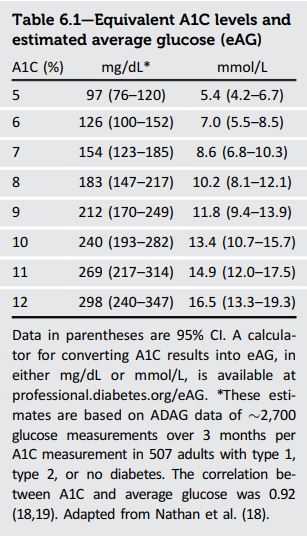 Table 6.1—Equivalent A1C levels and
estimated average glucose (eAG)
A1C (%) mg/dL* mmol/L
5 97 (76–120) 5.4 (4.2–6.7)
6 126 (100–152) 7.0 (5.5–8.5)
7 154 (123–185) 8.6 (6.8–10.3)
8 183 (147–217) 10.2 (8.1–12.1)
9 212 (170–249) 11.8 (9.4–13.9)
10 240 (193–282) 13.4 (10.7–15.7)
11 269 (217–314) 14.9 (12.0–17.5)
12 298 (240–347) 16.5 (13.3–19.3)
Data in parentheses are 95% CI. A calcula-
tor for converting A1C results into eAG, in
either mg/dL or mmol/L, is available at
professional.diabetes.org/eAG. *These esti-
mates are based on ADAG data of ∼2,700
glucose measurements over 3 months per
A1C measurement in 507 adults with type 1,
type 2, or no diabetes. The correlation be-
tween A1C and average glucose was 0.92
(18,19). Adapted from Nathan et al. (18).